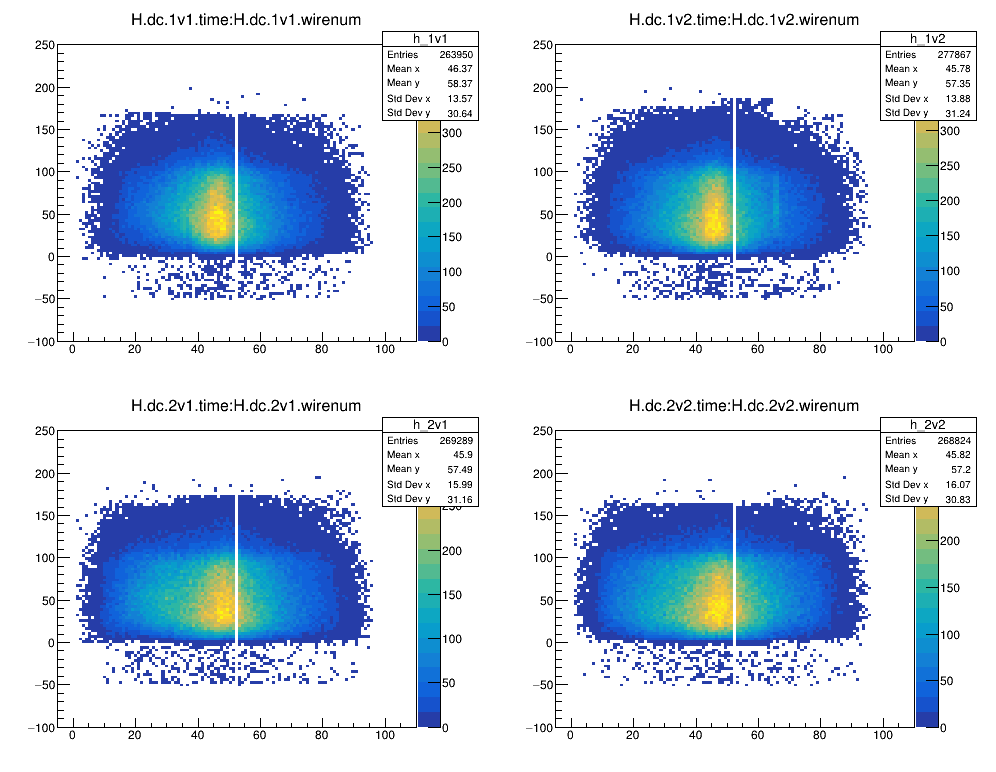 H.dc.1v1.time:H.dc.1v1.wirenum
h_1v1
Entries 263950
Mean x 46.37
Mean y 58.37
Std Dev x 13.57
Std Dev y 30.64
250
200
150
100
50
0
−50
−100
0 20 40 60 80 100
300
250
200
150
100
50
0
H.dc.1v2.time:H.dc.1v2.wirenum
h_1v2
Entries 277867
Mean x 45.78
Mean y 57.35
Std Dev x 13.88
Std Dev y 31.24
250
200
150
100
50
0
−50
−100
0 20 40 60 80 100
300
250
200
150
100
50
0
H.dc.2v1.time:H.dc.2v1.wirenum
h_2v1
Entries 269289
Mean x 45.9
Mean y 57.49
Std Dev x 15.99
Std Dev y 31.16
250
200
150
100
50
0
−50
−100
0 20 40 60 80 100
250
200
150
100
50
0
H.dc.2v2.time:H.dc.2v2.wirenum
h_2v2
Entries 268824
Mean x 45.82
Mean y 57.2
Std Dev x 16.07
Std Dev y 30.83
250
200
150
100
50
0
−50
−100
0 20 40 60 80 100
200
150
100
50
0